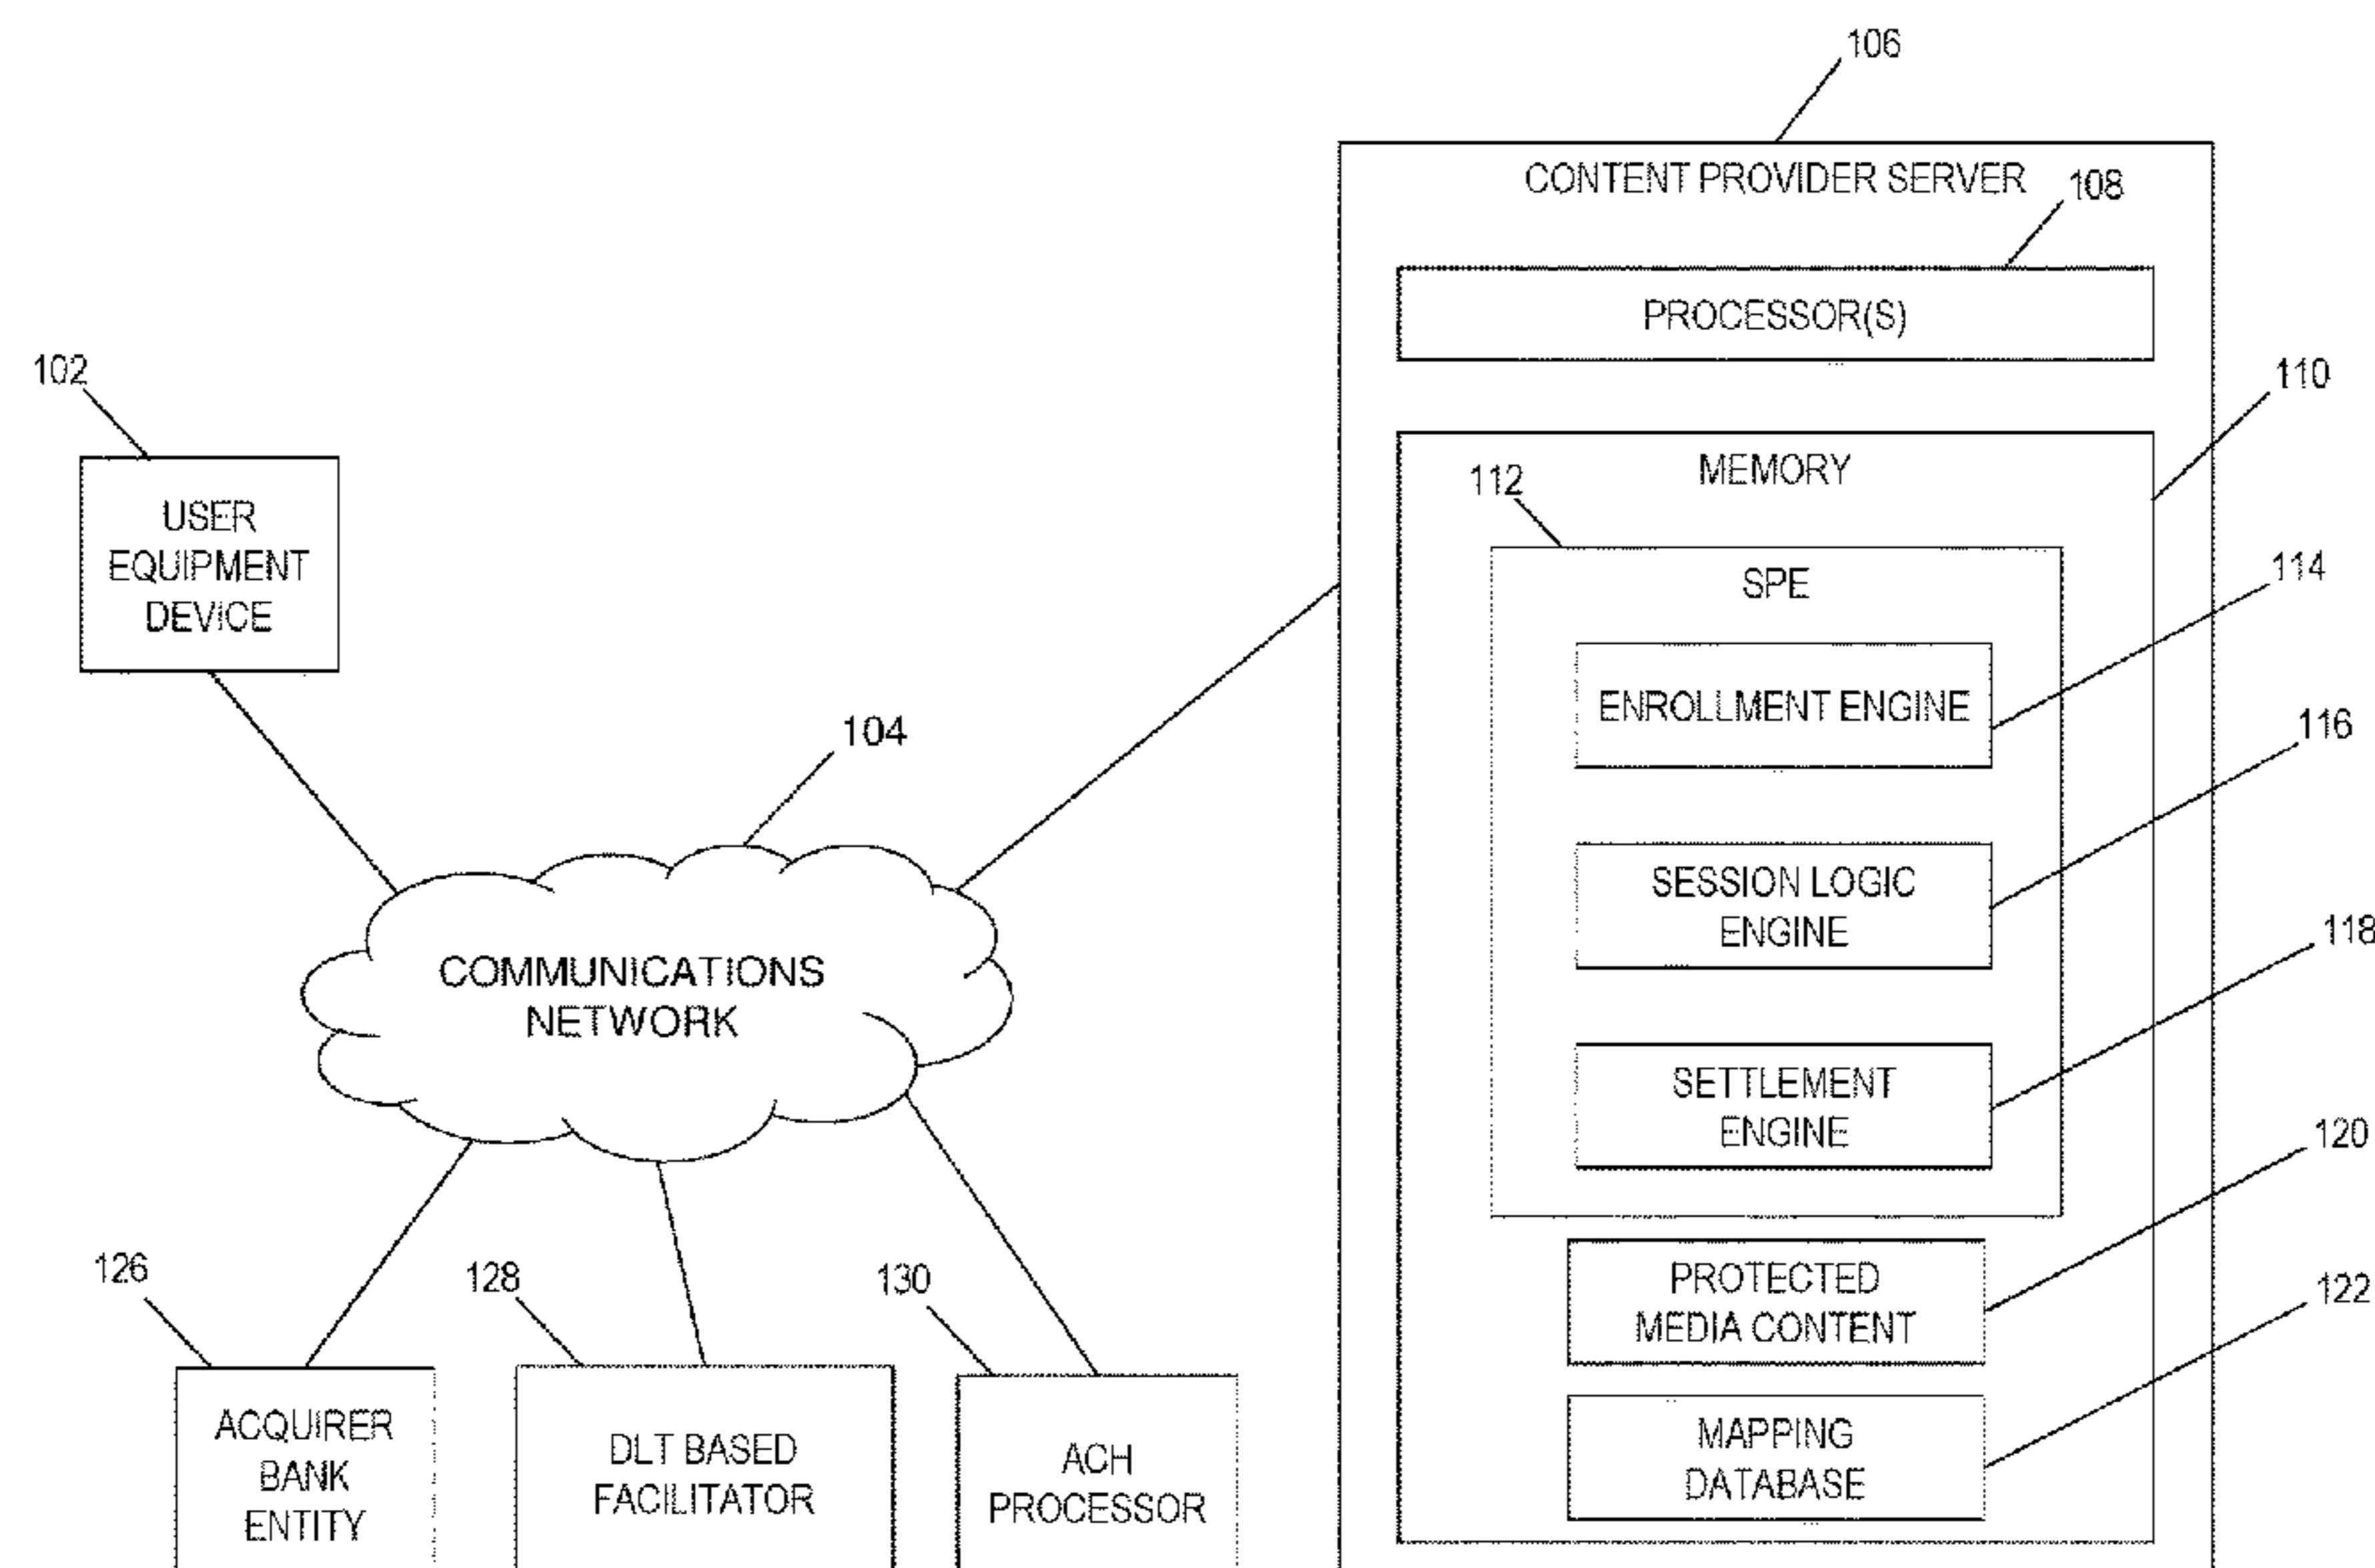 106
CONTENT PROVIDER SERVER
108
PROCESSOR(S)
102
110
MEMORY
112
USER
EQUIPMENT
DEVICE
SPE
114
ENROLLMENT ENGINE
104
116
SESSION LOGIC
ENGINE
118
COMMUNICATIONS
NETWORK
SETTLEMENT
ENGINE
120
126
128
130
PROTECTED
MEDIA CONTENT
122
ACQUIRER
BANK
ENTITY
DLT BASED
FACILITATOR
ACH
PROCESSOR
MAPPING
DATABASE